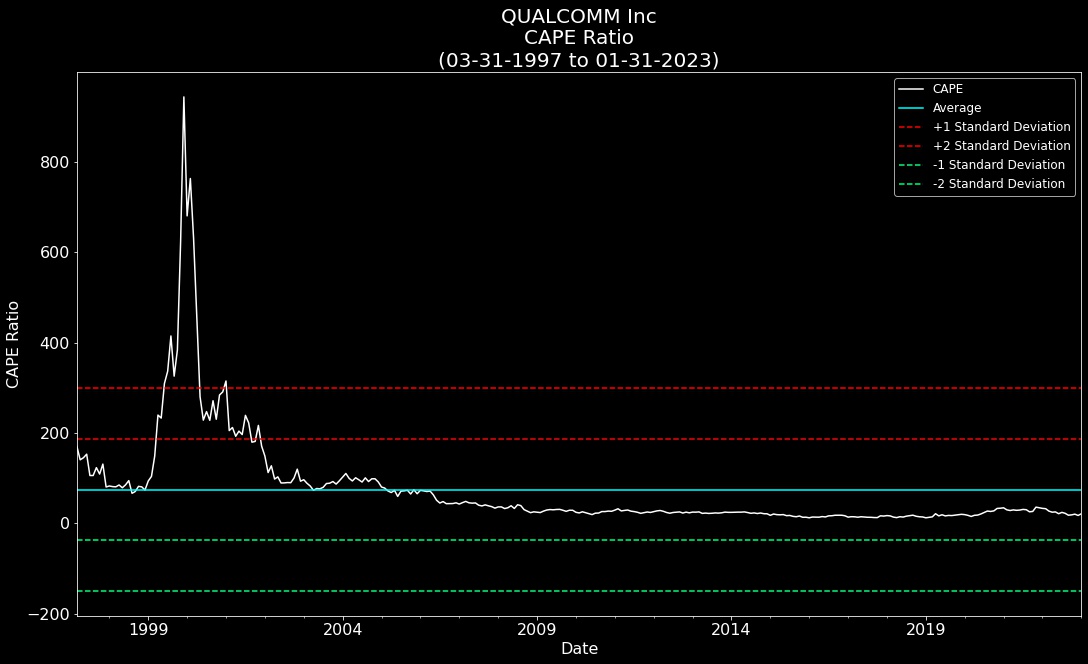 QUALCOMM Inc
CAPE Ratio
(03-31-1997 to 01-31-2023)
CAPE
Average
+1 Standard Deviation
+2 Standard Deviation
-1 Standard Deviation
-2 Standard Deviation
CAPE Ratio
800
600
400
200
0
−200
1999 2004 2009 2014 2019
Date